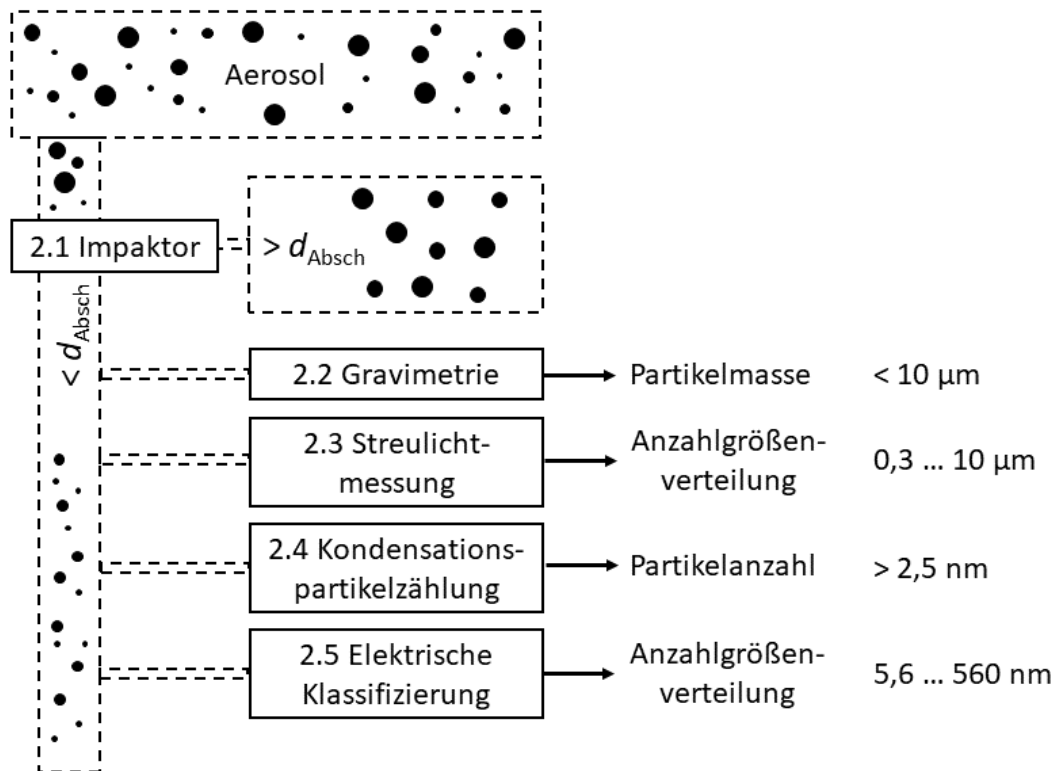 Aerosol
2.1 Impaktor
> dAbsch
< dAbsch
2.2 Gravimetrie
Partikelmasse
< 10 µm
2.3 Streulicht-
messung
Anzahlgrößen-
verteilung
0,3 ... 10 µm
2.4 Kondensations-
partikelzählung
Partikelanzahl
> 2,5 nm
2.5 Elektrische
Klassifizierung
Anzahlgrößen-
verteilung
5,6 ... 560 nm